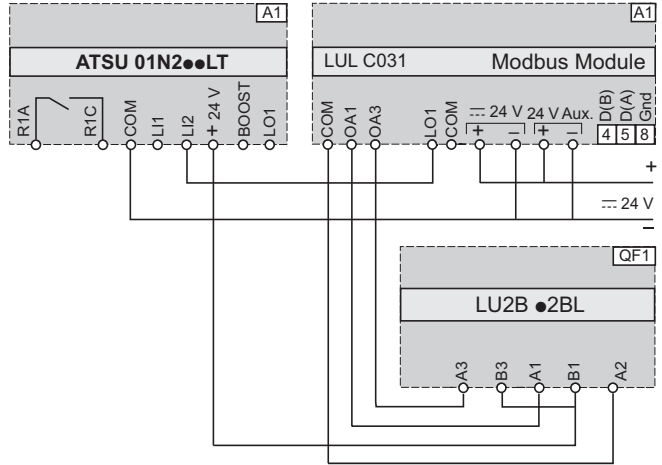 A1
ATSU 01N2●●LT
R1A R1C COM LI1 LI2 + 24 V BOOST LO1
A1
LUL C031 Modbus Module
COM OA1 OA3 LO1 COM ⎓ 24 V 24 V Aux. D(B) D(A) Gnd
+ − + − 4 5 8
+
⎓ 24 V
−
QF1
LU2B ●2BL
A3 B3 A1 B1 A2